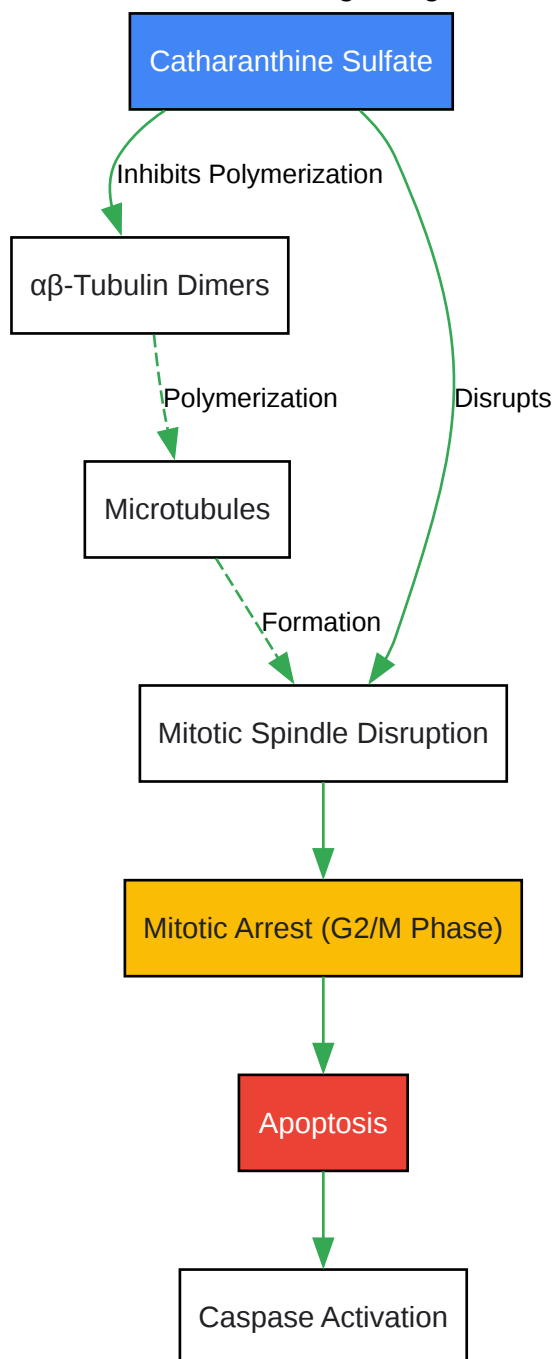 Catharanthine Sulfate
Inhibits Polymerization
αβ-Tubulin Dimers
Polymerization
Disrupts
Microtubules
Formation
Mitotic Spindle Disruption
Mitotic Arrest (G2/M Phase)
Apoptosis
Caspase Activation